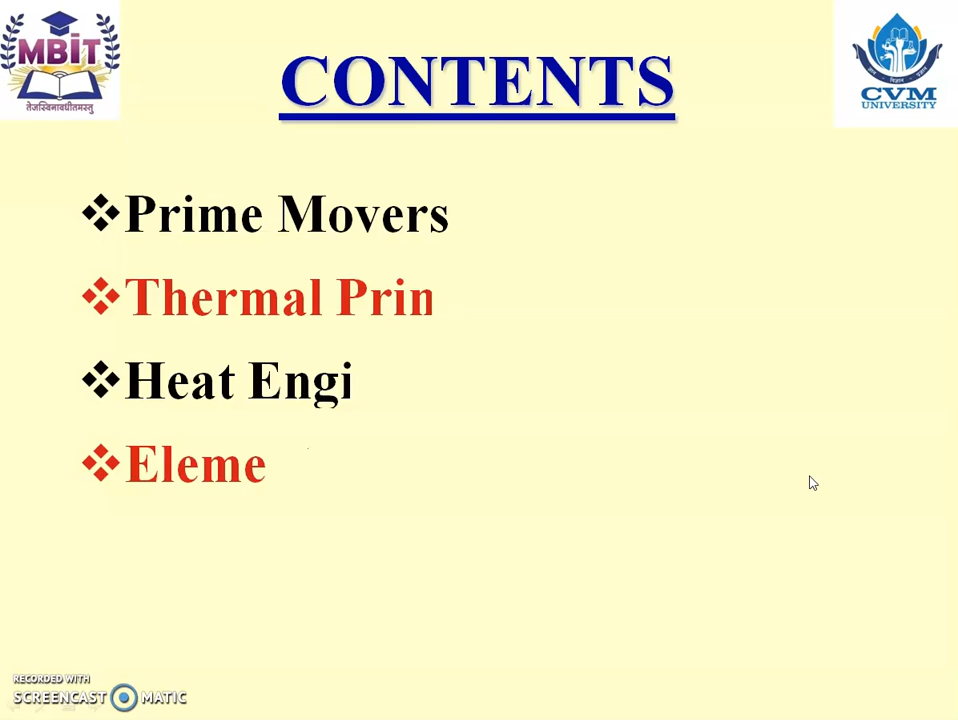 MBiT
तेजस्विनावधीतमस्तु
CONTENTS
CVM
UNIVERSITY
❖Prime Movers
❖Thermal Prin
❖Heat Engi
❖Eleme
RECORDED WITH
SCREENCAST MATIC